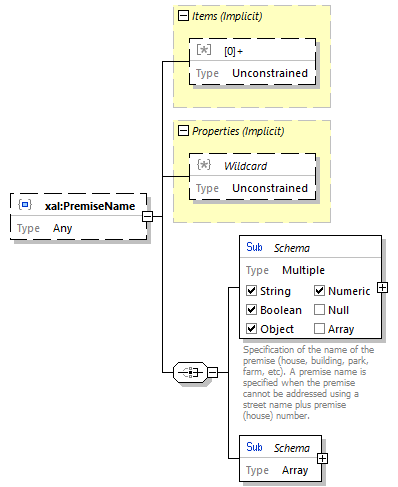 Items (Implicit)
[*] [0]+
Type Unconstrained
Properties (Implicit)
{*} Wildcard
Type Unconstrained
xal:PremiseName
Type Any
Sub Schema
Type Multiple
String Numeric
Boolean Null
Object Array
Specification of the name of the
premise (house, building, park,
farm, etc). A premise name is
specified when the premise
cannot be addressed using a
street name plus premise
(house) number.
Sub Schema
Type Array